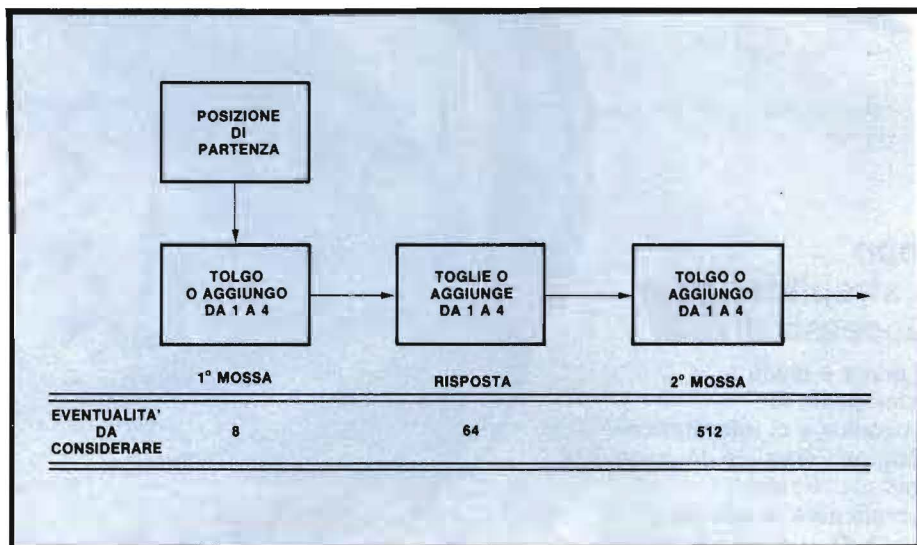 POSIZIONE
DI
PARTENZA
TOLGO
O AGGIUNGO
DA 1 A 4
TOGLIE O
AGGIUNGE
DA 1 A 4
TOLGO O
AGGIUNGO
DA 1 A 4
1° MOSSA
RISPOSTA
2° MOSSA
EVENTUALITA'
DA
CONSIDERARE
8
64
512